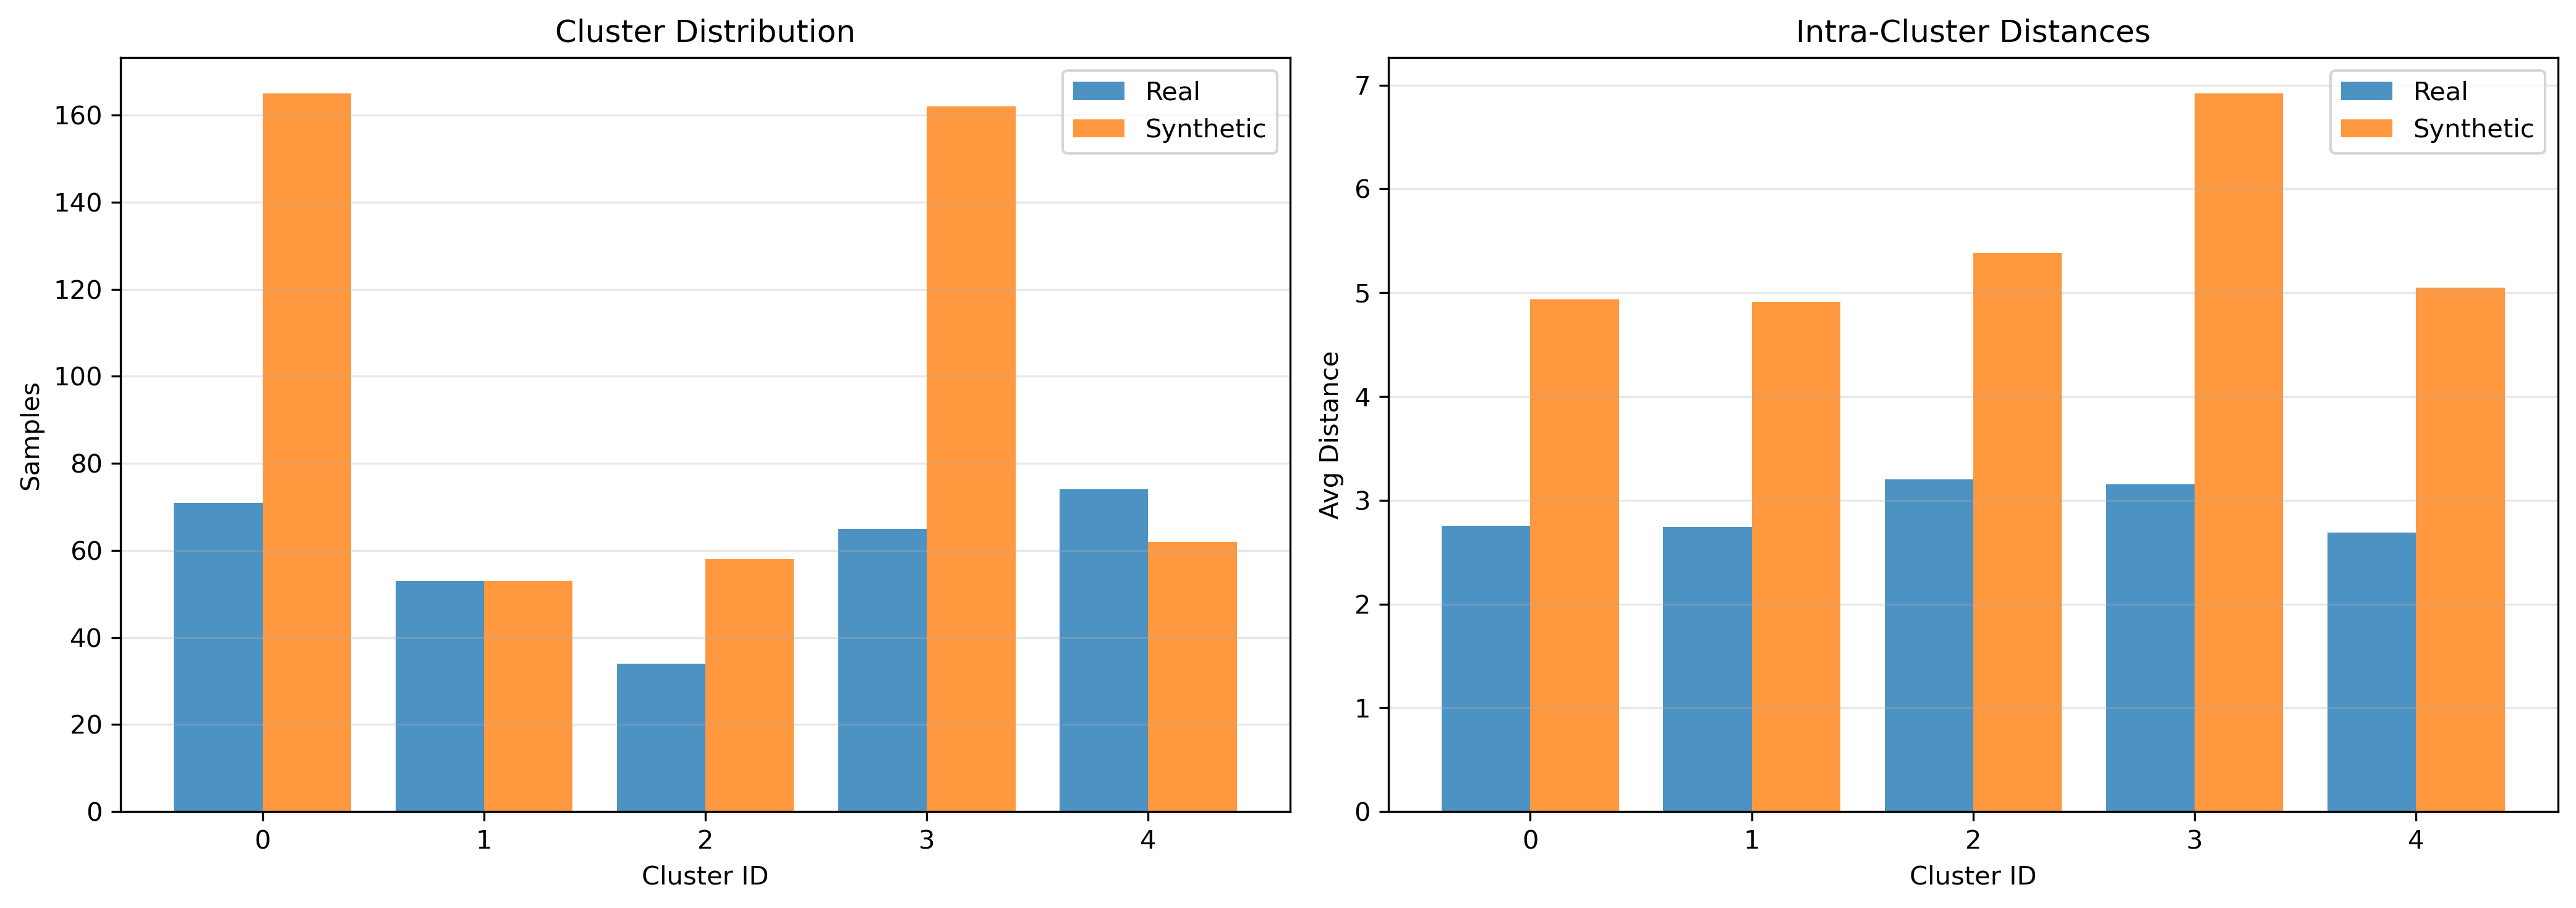 Cluster Distribution
Real
Synthetic
160
140
120
100
80
60
40
20
0
Samples
0 1 2 3 4
Cluster ID
Intra-Cluster Distances
Real
Synthetic
7
6
5
4
3
2
1
0
Avg Distance
0 1 2 3 4
Cluster ID